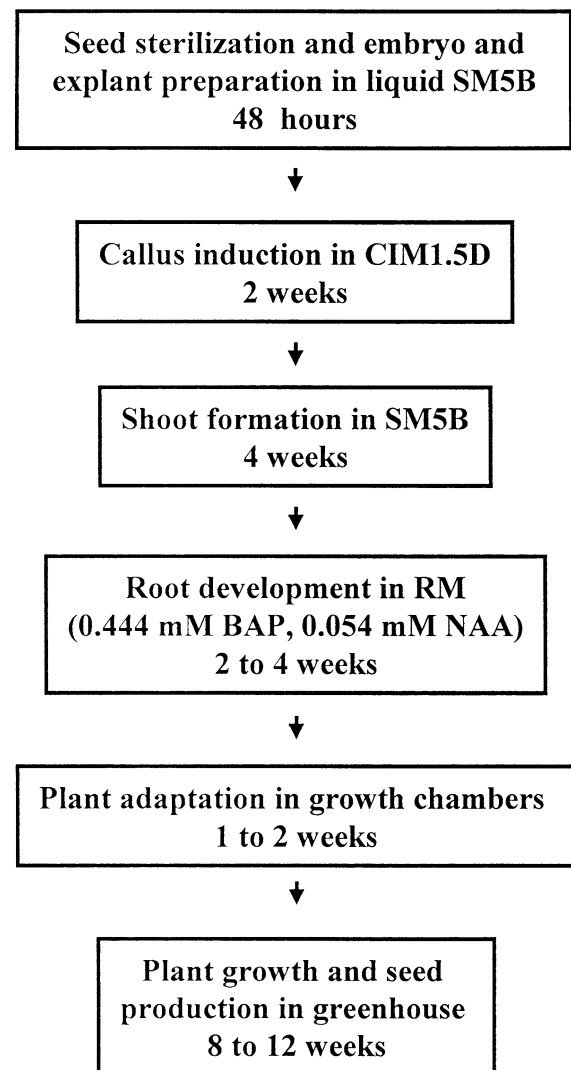 Seed sterilization and embryo and
explant preparation in liquid SM5B
48 hours
Callus induction in CIM1.5D
2 weeks
Shoot formation in SM5B
4 weeks
Root development in RM
(0.444 mM BAP, 0.054 mM NAA)
2 to 4 weeks
Plant adaptation in growth chambers
1 to 2 weeks
Plant growth and seed
production in greenhouse
8 to 12 weeks